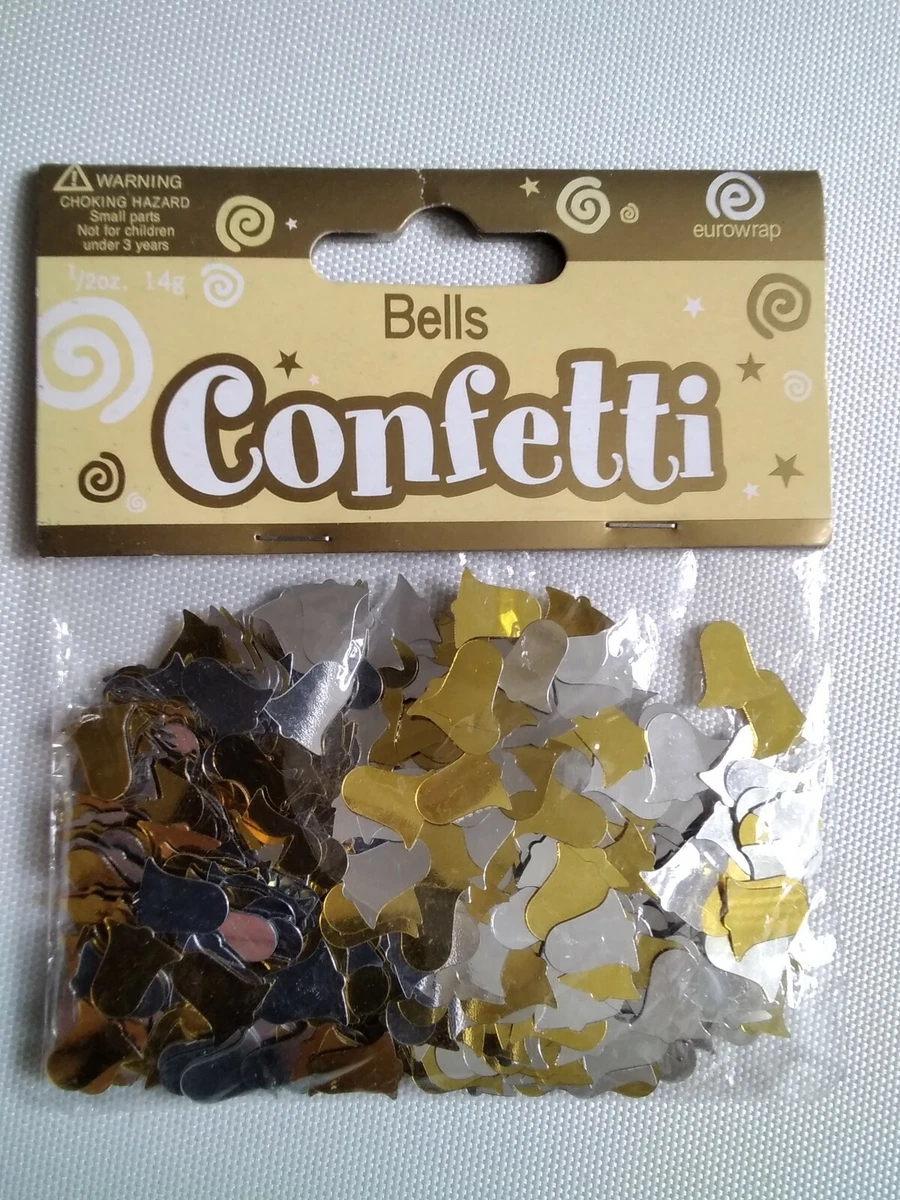 WARNING
CHOKING HAZARD
Small parts
Not for children
under 3 years
eurowrap
1/2oz. 14g
Bells
Confetti